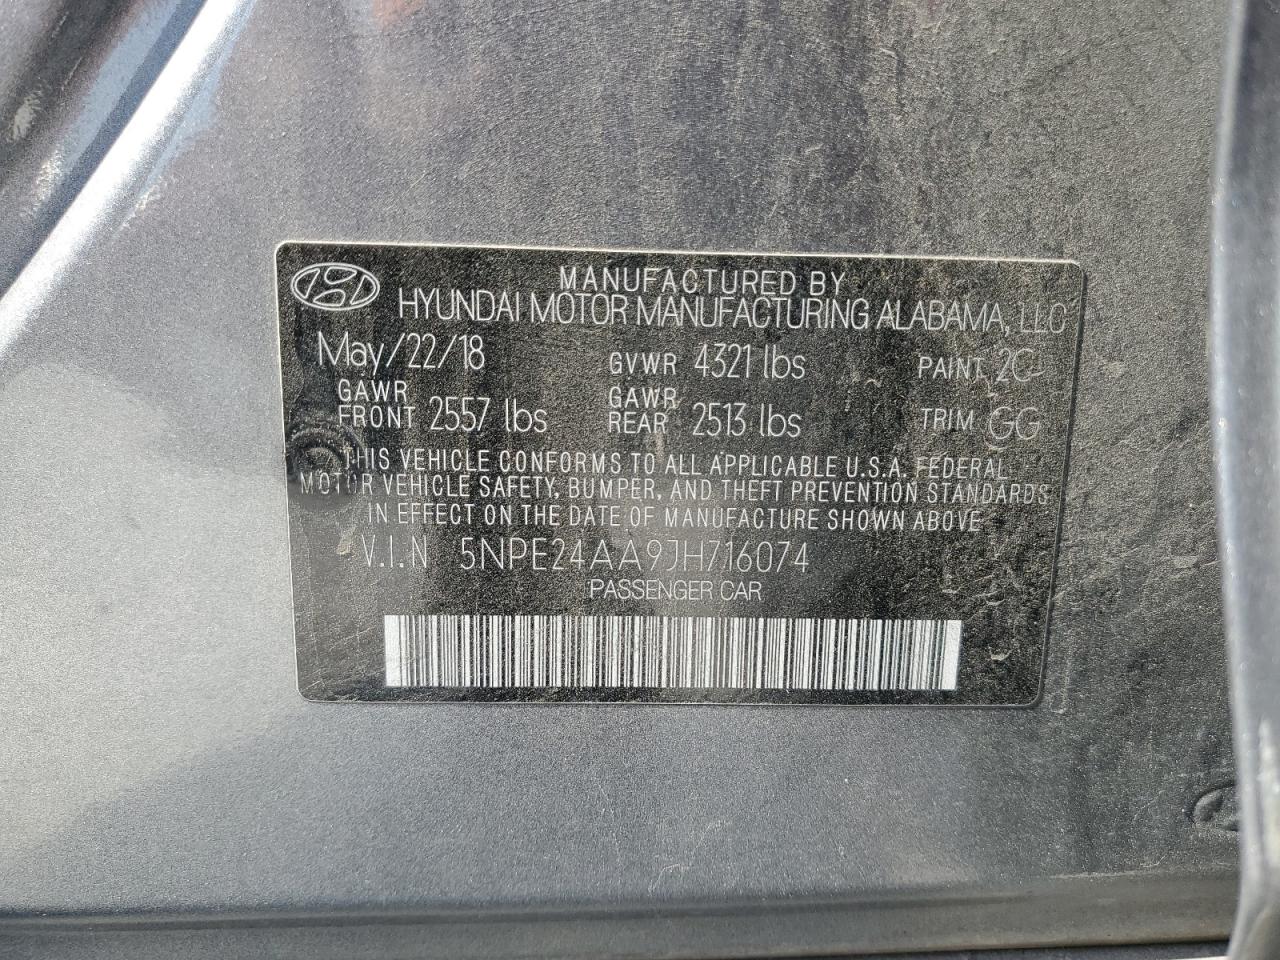 MANUFACTURED BY
HYUNDAI MOTOR MANUFACTURING ALABAMA, LLC
May/22/18 GVWR 4321 lbs PAINT 2C
GAWR FRONT 2557 lbs GAWR REAR 2513 lbs TRIM GG
THIS VEHICLE CONFORMS TO ALL APPLICABLE U.S.A. FEDERAL
MOTOR VEHICLE SAFETY, BUMPER, AND THEFT PREVENTION STANDARDS
IN EFFECT ON THE DATE OF MANUFACTURE SHOWN ABOVE
V.I.N 5NPE24AA9JH716074
PASSENGER CAR